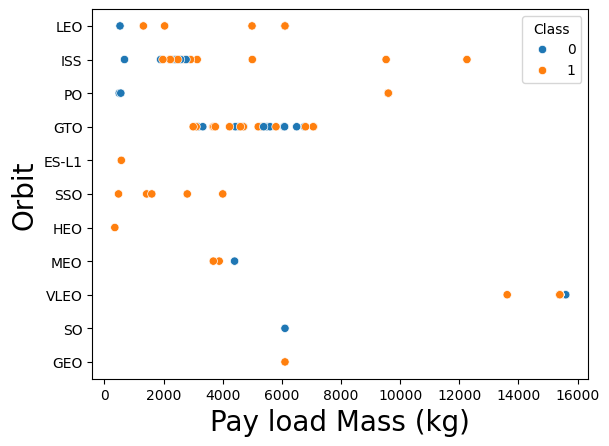 Class
0
1
LEO
ISS
PO
GTO
ES-L1
SSO
HEO
MEO
VLEO
SO
GEO
Orbit
0 2000 4000 6000 8000 10000 12000 14000 16000
Pay load Mass (kg)